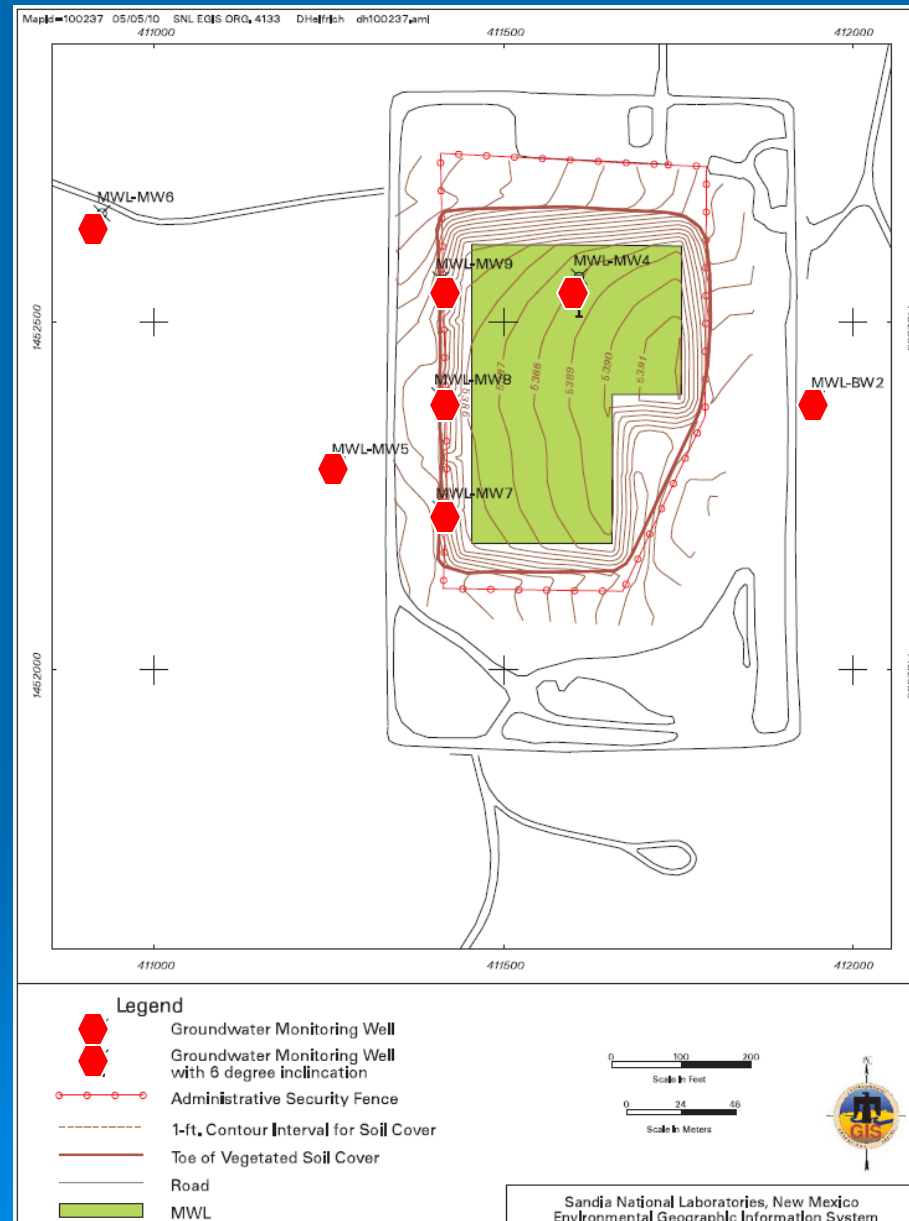 MapId=100237 05/05/10 SNL EGIS ORG. 4133 DHelfrich dh100237.aml
411000 411500 412000
MWL-MW6
MWL-MW9
MWL-MW4
1452500
5386
5387
5388
5389
5390
5391
MWL-MW8
MWL-BW2
MWL-MW5
MWL-MW7
1452000
411000 411500 412000
Legend
Groundwater Monitoring Well
Groundwater Monitoring Well
with 6 degree inclincation
Administrative Security Fence
1-ft. Contour Interval for Soil Cover
Toe of Vegetated Soil Cover
Road
MWL
0 100 200
Scale in Feet
0 24 48
Scale in Meters
GIS
Sandia National Laboratories, New Mexico
Environmental Geographic Information System